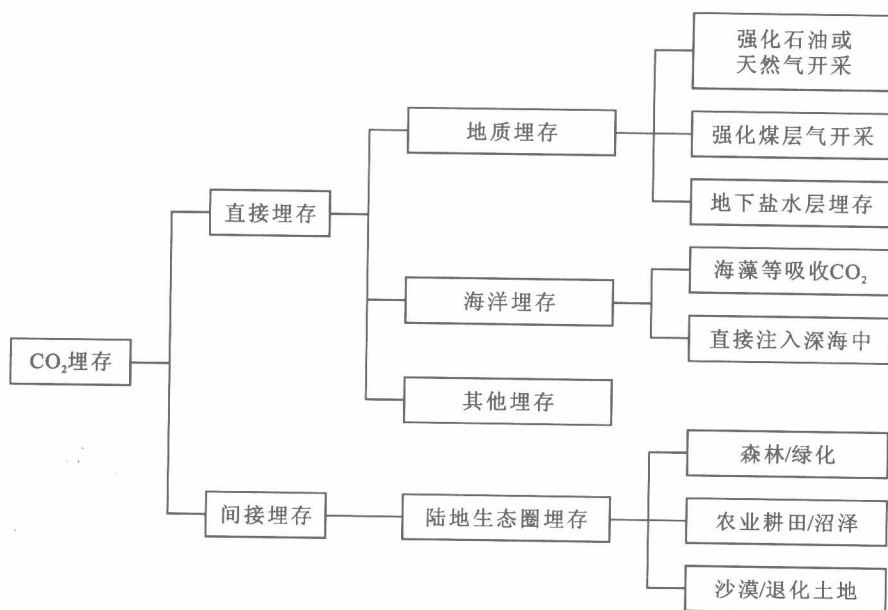 强化石油或
天然气开采
地质埋存
强化煤层气开采
直接埋存
地下盐水层埋存
海藻等吸收CO₂
海洋埋存
直接注入深海中
CO₂埋存
其他埋存
森林/绿化
间接埋存
陆地生态圈埋存
农业耕田/沼泽
沙漠/退化土地